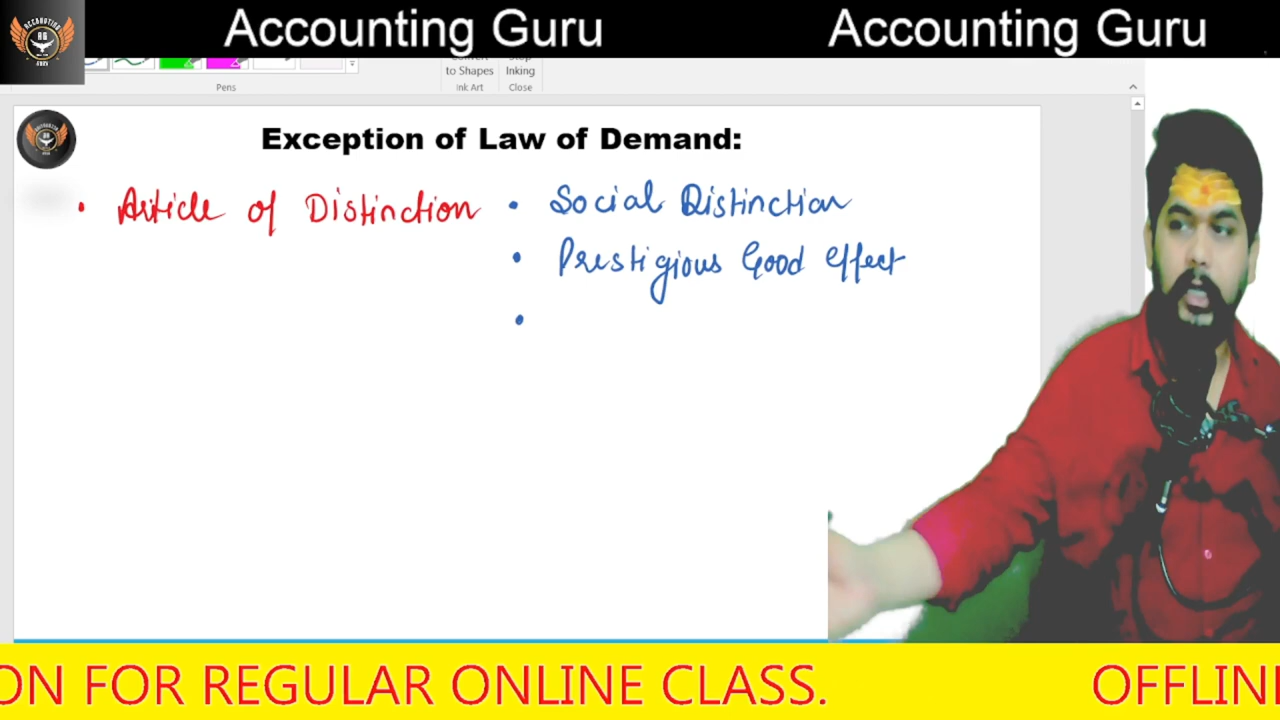 Accounting Guru Accounting Guru
to Shapes Inking
Pens Ink Art Close
Exception of Law of Demand:
• Article of Distinction • Social Distinction
• Prestigious Good Effect
•
ON FOR REGULAR ONLINE CLASS. OFFLIN